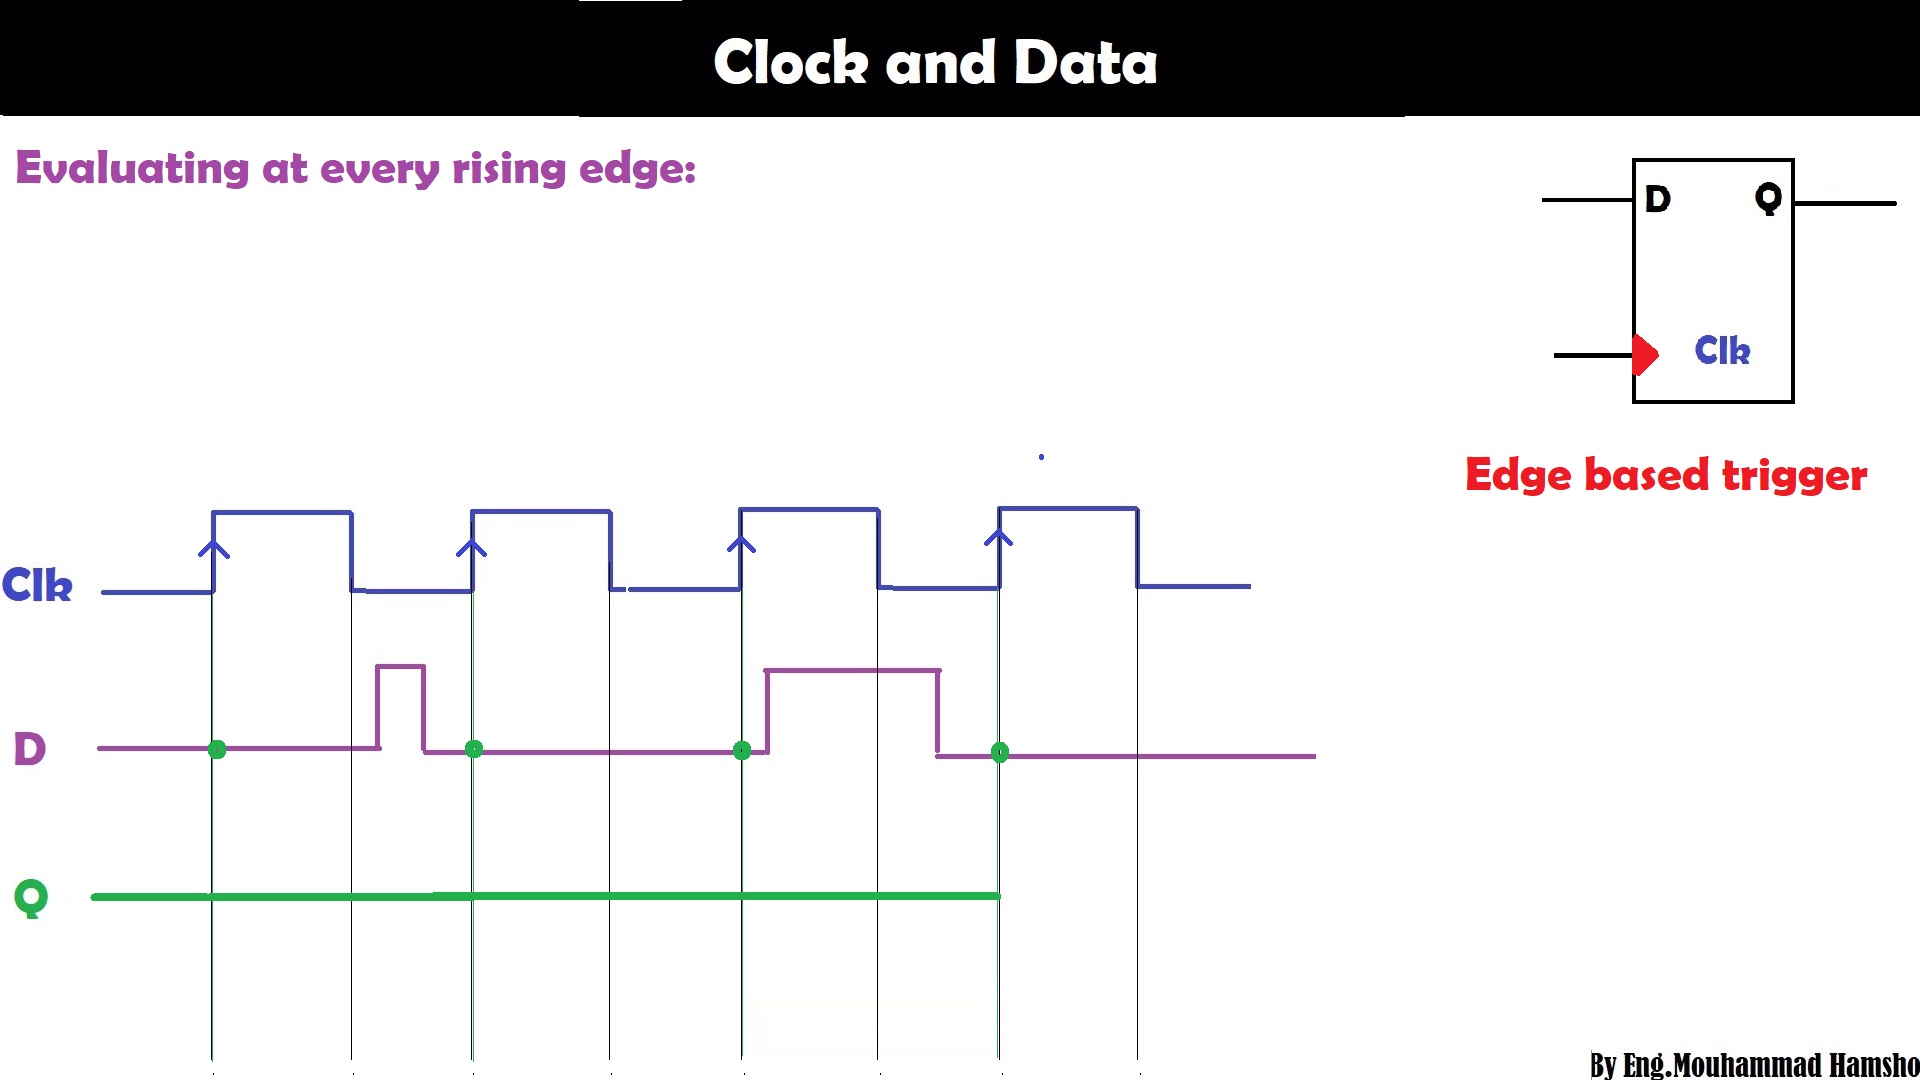 Clock and Data
Evaluating at every rising edge:
D Q
Clk
Edge based trigger
Clk
D
Q
By Eng.Mouhammad Hamsho